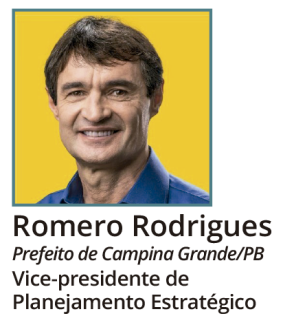 Romero Rodrigues
Prefeito de Campina Grande/PB
Vice-presidente de
Planejamento Estratégico